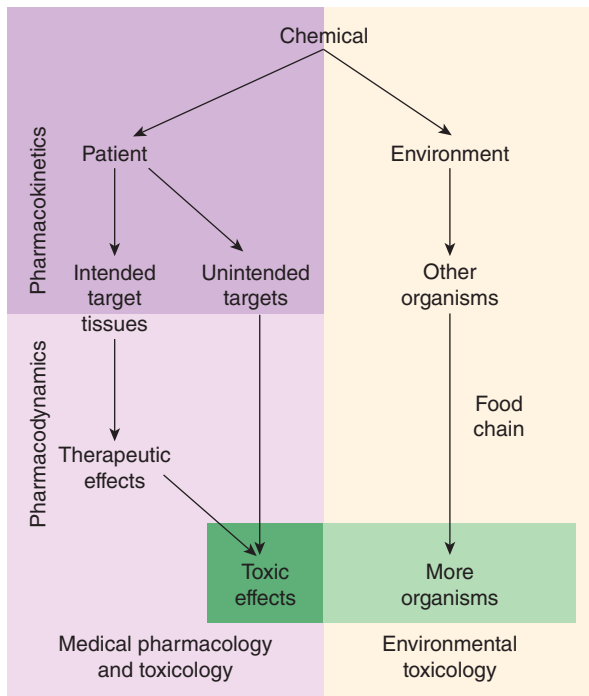 Chemical
Patient
Environment
Pharmacokinetics
Intended
target
tissues
Unintended
targets
Other
organisms
Pharmacodynamics
Food
chain
Therapeutic
effects
Toxic
effects
More
organisms
Medical pharmacology
and toxicology
Environmental
toxicology